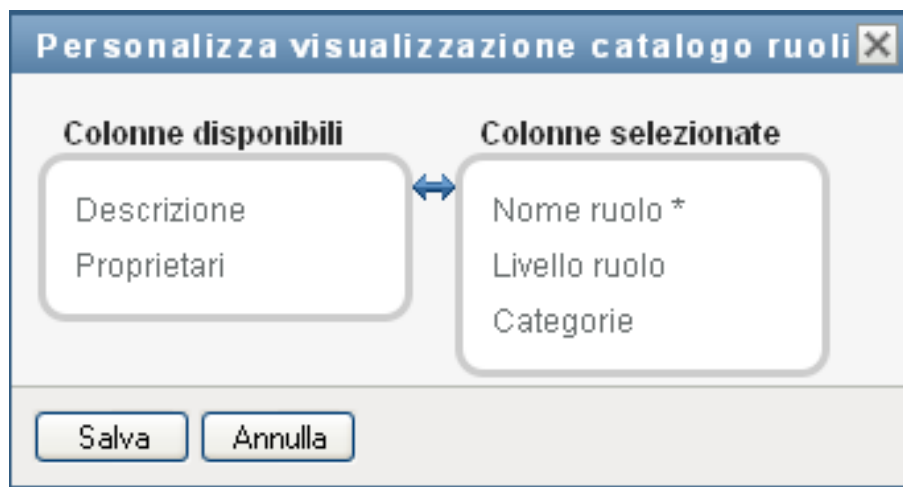 Personalizza visualizzazione catalogo ruoli
Colonne disponibili
Descrizione
Proprietari
Colonne selezionate
Nome ruolo *
Livello ruolo
Categorie
Salva
Annulla